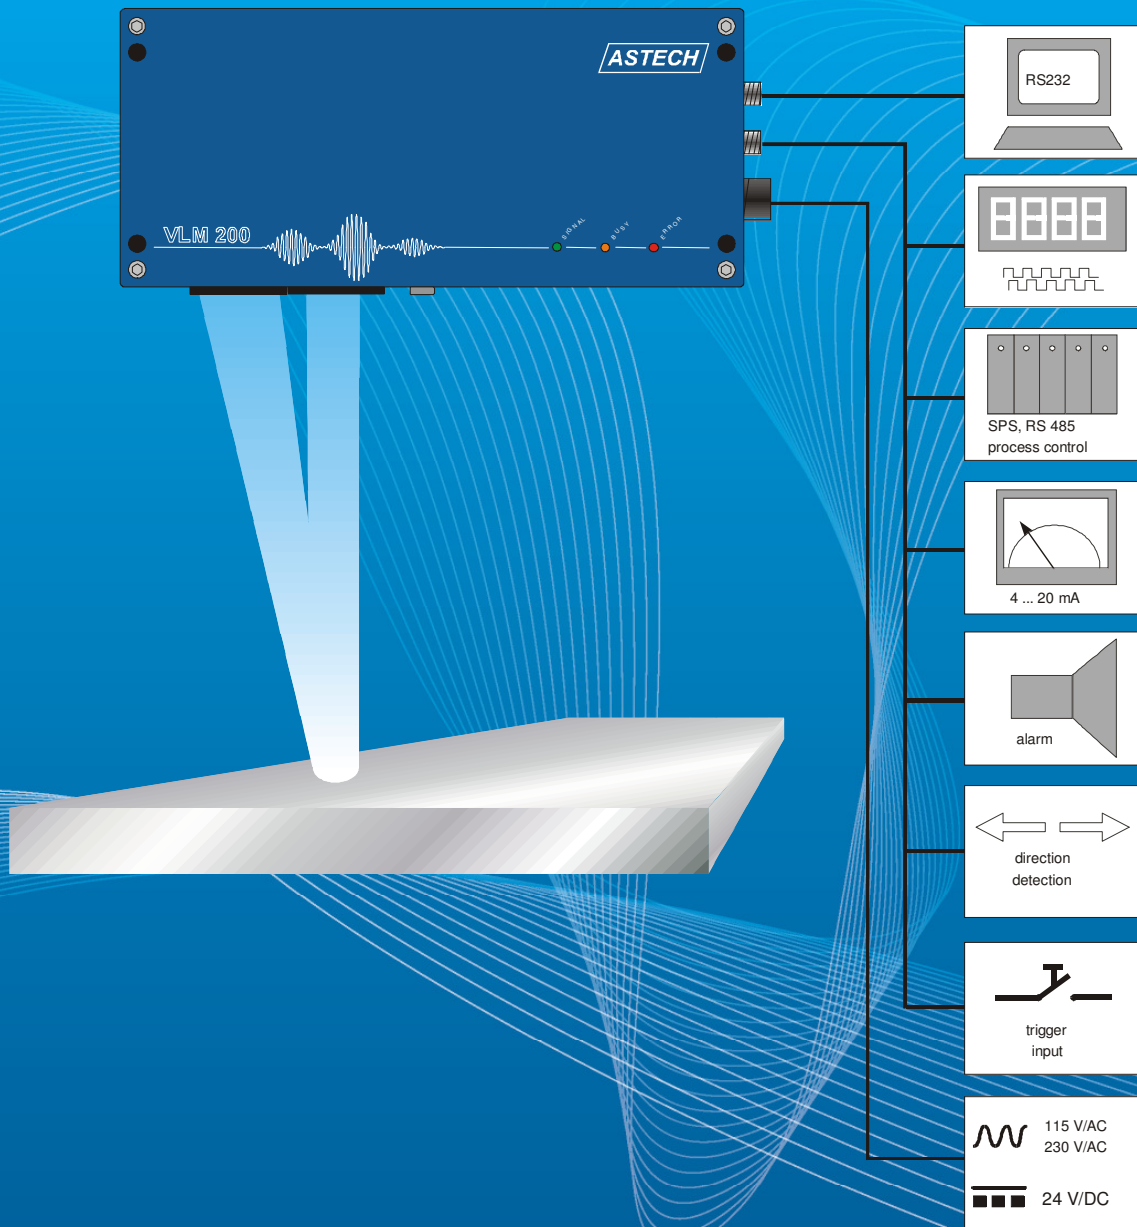 ASTECH
VLM 200
SIGNAL
BUSY
ERROR
RS232
8888
SPS, RS 485
process control
4 ... 20 mA
alarm
direction
detection
trigger
input
115 V/AC
230 V/AC
24 V/DC